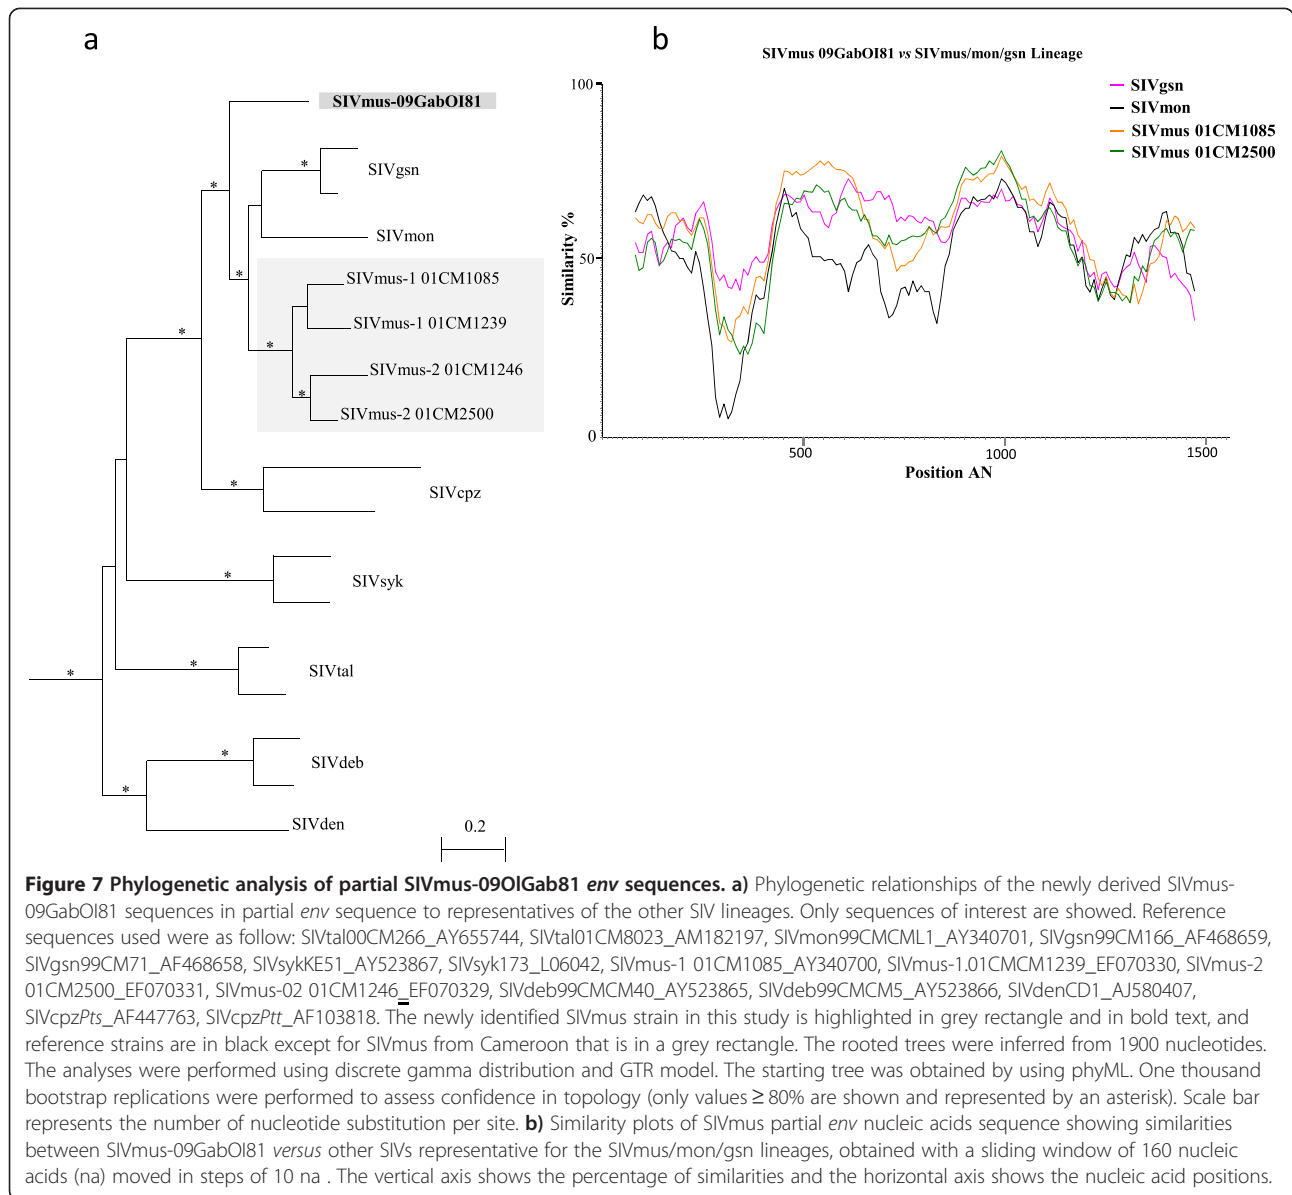 a
SIVmus-09GabOI81
*
SIVgsn
*
SIVmon
*
SIVmus-1 01CM1085
*
SIVmus-1 01CM1239
*
SIVmus-2 01CM1246
*
SIVmus-2 01CM2500
*
SIVcpz
*
SIVsyk
*
SIVtal
*
*
SIVdeb
*
SIVden
0.2
b
SIVmus 09GabOI81 vs SIVmus/mon/gsn Lineage
SIVgsn
SIVmon
SIVmus 01CM1085
SIVmus 01CM2500
Similarity %
100
50
0
500
1000
1500
Position AN
Figure 7 Phylogenetic analysis of partial SIVmus-09OlGab81 env sequences. a) Phylogenetic relationships of the newly derived SIVmus-
09GabOI81 sequences in partial env sequence to representatives of the other SIV lineages. Only sequences of interest are showed. Reference
sequences used were as follow: SIVtal00CM266_AY655744, SIVtal01CM8023_AM182197, SIVmon99CMCML1_AY340701, SIVgsn99CM166_AF468659,
SIVgsn99CM71_AF468658, SIVsykKE51_AY523867, SIVsyk173_L06042, SIVmus-1 01CM1085_AY340700, SIVmus-1.01CMCM1239_EF070330, SIVmus-2
01CM2500_EF070331, SIVmus-02 01CM1246_EF070329, SIVdeb99CMCM40_AY523865, SIVdeb99CMCM5_AY523866, SIVdenCD1_AJ580407,
SIVcpzPts_AF447763, SIVcpzPtt_AF103818. The newly identified SIVmus strain in this study is highlighted in grey rectangle and in bold text, and
reference strains are in black except for SIVmus from Cameroon that is in a grey rectangle. The rooted trees were inferred from 1900 nucleotides.
The analyses were performed using discrete gamma distribution and GTR model. The starting tree was obtained by using phyML. One thousand
bootstrap replications were performed to assess confidence in topology (only values ≥ 80% are shown and represented by an asterisk). Scale bar
represents the number of nucleotide substitution per site. b) Similarity plots of SIVmus partial env nucleic acids sequence showing similarities
between SIVmus-09GabOI81 versus other SIVs representative for the SIVmus/mon/gsn lineages, obtained with a sliding window of 160 nucleic
acids (na) moved in steps of 10 na . The vertical axis shows the percentage of similarities and the horizontal axis shows the nucleic acid positions.